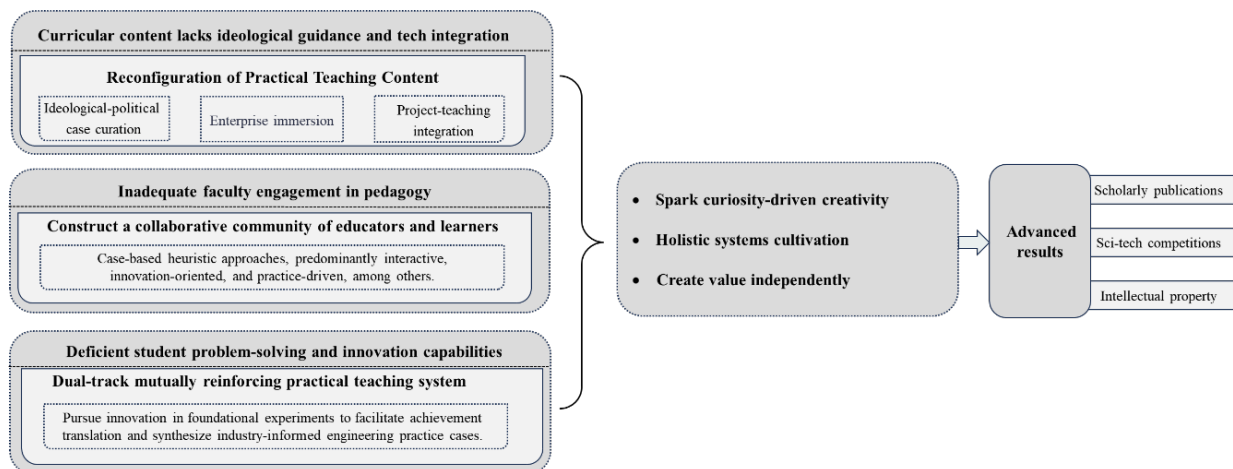 Curricular content lacks ideological guidance and tech integration
Reconfiguration of Practical Teaching Content
Ideological-political
case curation
Enterprise immersion
Project-teaching
integration
Inadequate faculty engagement in pedagogy
Construct a collaborative community of educators and learners
Case-based heuristic approaches, predominantly interactive,
innovation-oriented, and practice-driven, among others.
Deficient student problem-solving and innovation capabilities
Dual-track mutually reinforcing practical teaching system
Pursue innovation in foundational experiments to facilitate achievement
translation and synthesize industry-informed engineering practice cases.
• Spark curiosity-driven creativity
• Holistic systems cultivation
• Create value independently
Advanced
results
Scholarly publications
Sci-tech competitions
Intellectual property